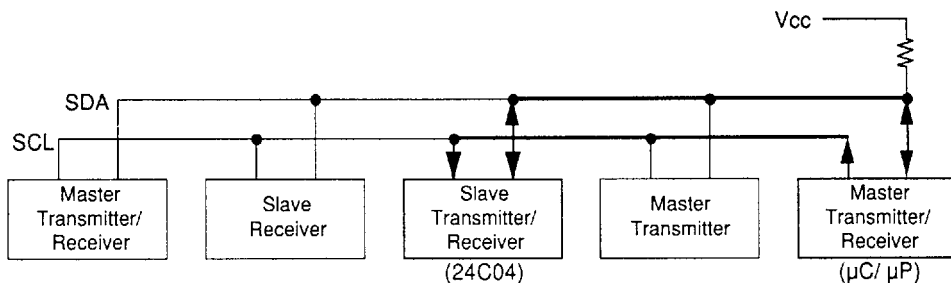 Vcc
SDA
SCL
Master
Transmitter/
Receiver
Slave
Receiver
Slave
Transmitter/
Receiver
(24C04)
Master
Transmitter
Master
Transmitter/
Receiver
(µC/ µP)